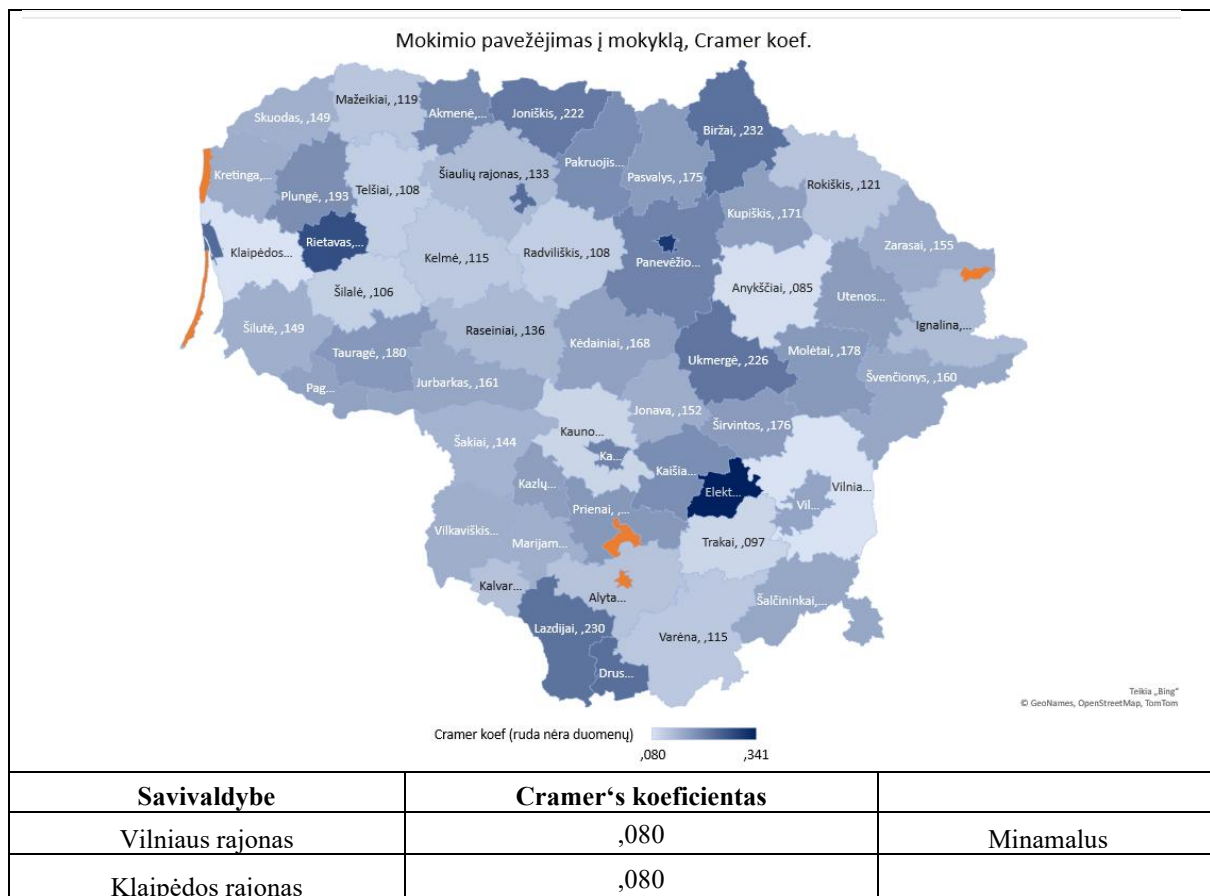 Mokimio pavežėjimas į mokyklą, Cramer koef.
Mažeikiai, ,119
Skuodas, ,149
Akmenė,...
Joniškis, ,222
Biržai, ,232
Kretinga,...
Plungė, ,193
Telšiai, ,108
Šiaulių rajonas, ,133
Pakruojis...
Pasvalys, ,175
Rokiškis, ,121
Kupiškis, ,171
Klaipėdos...
Rietavas,...
Kelmė, ,115
Radviliškis, ,108
Panevėžio...
Zarasai, ,155
Anykščiai, ,085
Utenos...
Šilalė, ,106
Ignalina,...
Šilutė, ,149
Raseiniai, ,136
Kėdainiai, ,168
Tauragė, ,180
Ukmergė, ,226
Molėtai, ,178
Pag...
Jurbarkas, ,161
Švenčionys, ,160
Jonava, ,152
Kauno...
Širvintos, ,176
Šakiai, ,144
Ka...
Kaišia...
Kazlų...
Elekt...
Vilnia...
Vil...
Prienai, ,...
Vilkaviškis...
Marijam...
Trakai, ,097
Kalvar...
Alyta...
Šalčininkai,...
Lazdijai, ,230
Varėna, ,115
Drus...
Teikia „Bing“
© GeoNames, OpenStreetMap, TomTom
Cramer koef (ruda nėra duomenų)
,080 ,341
Savivaldybe Cramer‘s koeficientas
Vilniaus rajonas ,080 Minamalus
Klaipėdos rajonas ,080